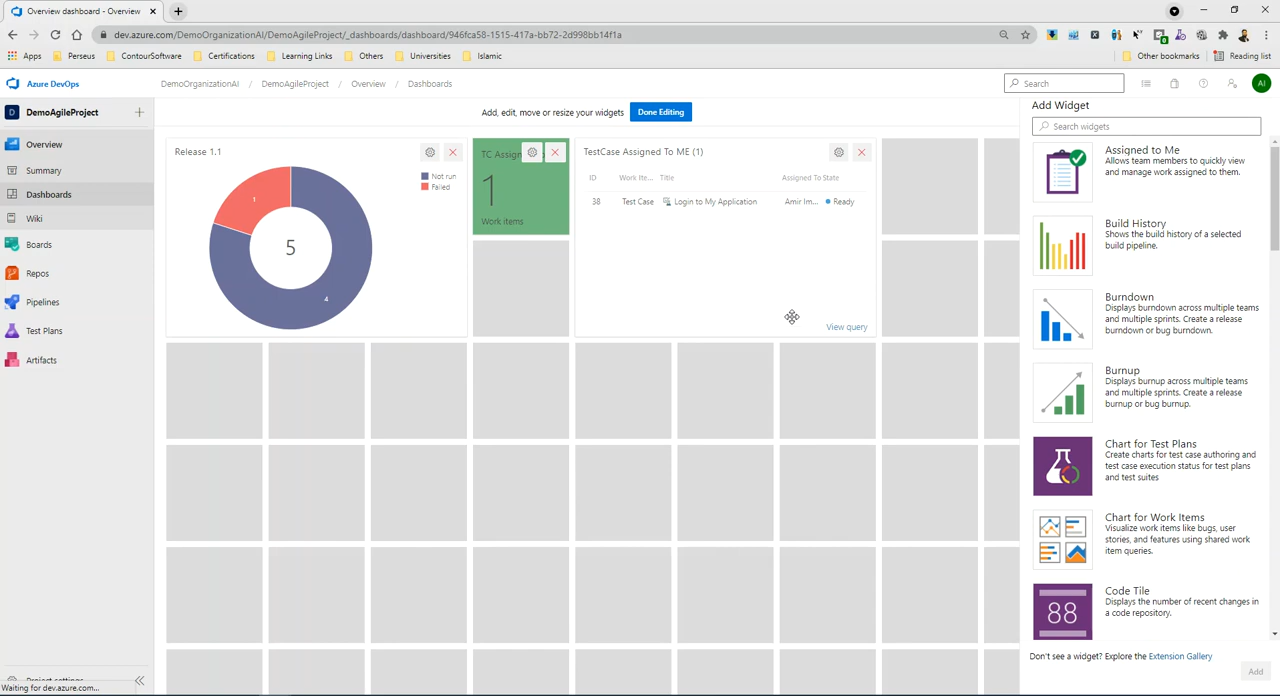 Overview dashboard - Overview
dev.azure.com/DemoOrganizationAI/DemoAgileProject/_dashboards/dashboard/946fca58-1515-417a-bb72-2d998bb14f1a
Apps Perseus ContourSoftware Certifications Learning Links Others Universities Islamic Other bookmarks Reading list
Azure DevOps DemoOrganizationAI / DemoAgileProject / Overview / Dashboards Search AI
D DemoAgileProject
Overview
Summary
Dashboards
Wiki
Boards
Repos
Pipelines
Test Plans
Artifacts
Waiting for dev.azure.com...
Add, edit, move or resize your widgets Done Editing
Release 1.1
Not run
Failed
1
5
4
TC Assign
1
Work items
TestCase Assigned To ME (1)
ID Work Ite... Title Assigned To State
38 Test Case Login to My Application Amir Im... Ready
View query
Add Widget
Search widgets
Assigned to Me
Allows team members to quickly view
and manage work assigned to them.
Build History
Shows the build history of a selected
build pipeline.
Burndown
Displays burndown across multiple teams
and multiple sprints. Create a release
burndown or bug burndown.
Burnup
Displays burnup across multiple teams
and multiple sprints. Create a release
burnup or bug burnup.
Chart for Test Plans
Create charts for test case authoring and
test case execution status for test plans
and test suites
Chart for Work Items
Visualize work items like bugs, user
stories, and features using shared work
item queries.
88
Code Tile
Displays the number of recent changes in
a code repository.
Don't see a widget? Explore the Extension Gallery
Add